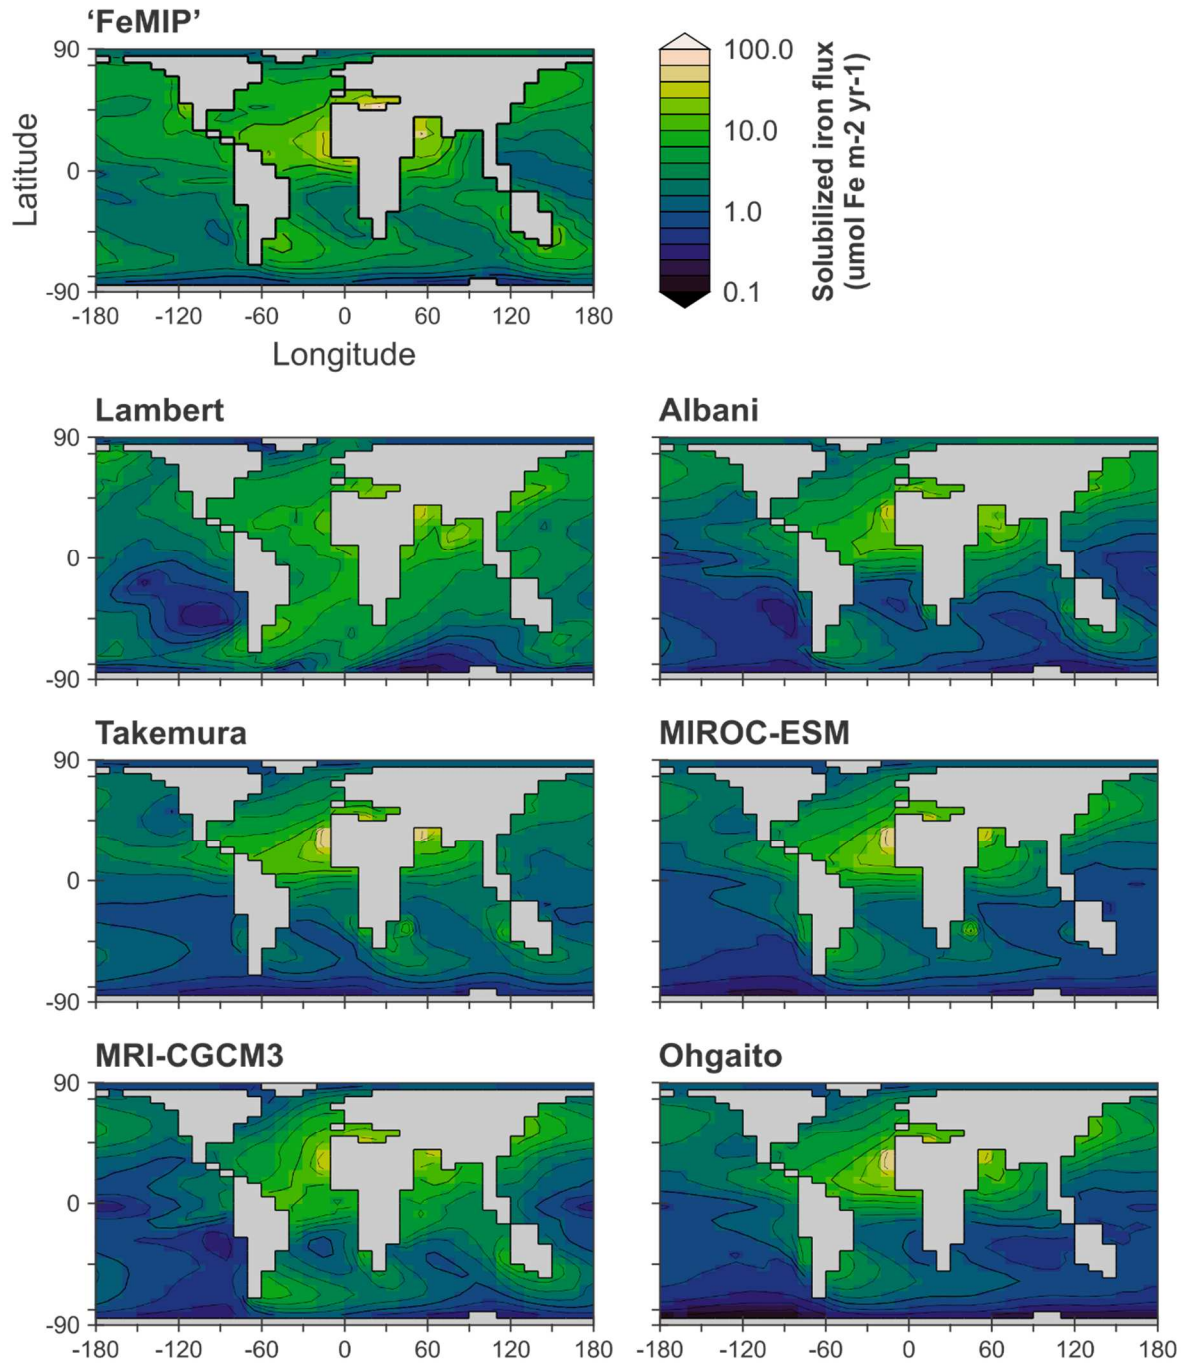 ‘FeMIP’
90
0
-90
Latitude
-180 -120 -60 0 60 120 180
Longitude
100.0
10.0
1.0
0.1
Solubilized iron flux
(umol Fe m-2 yr-1)
Lambert
90
0
-90
Albani
Takemura
90
0
-90
MIROC-ESM
MRI-CGCM3
90
0
-90
-180 -120 -60 0 60 120 180
Ohgaito
-180 -120 -60 0 60 120 180